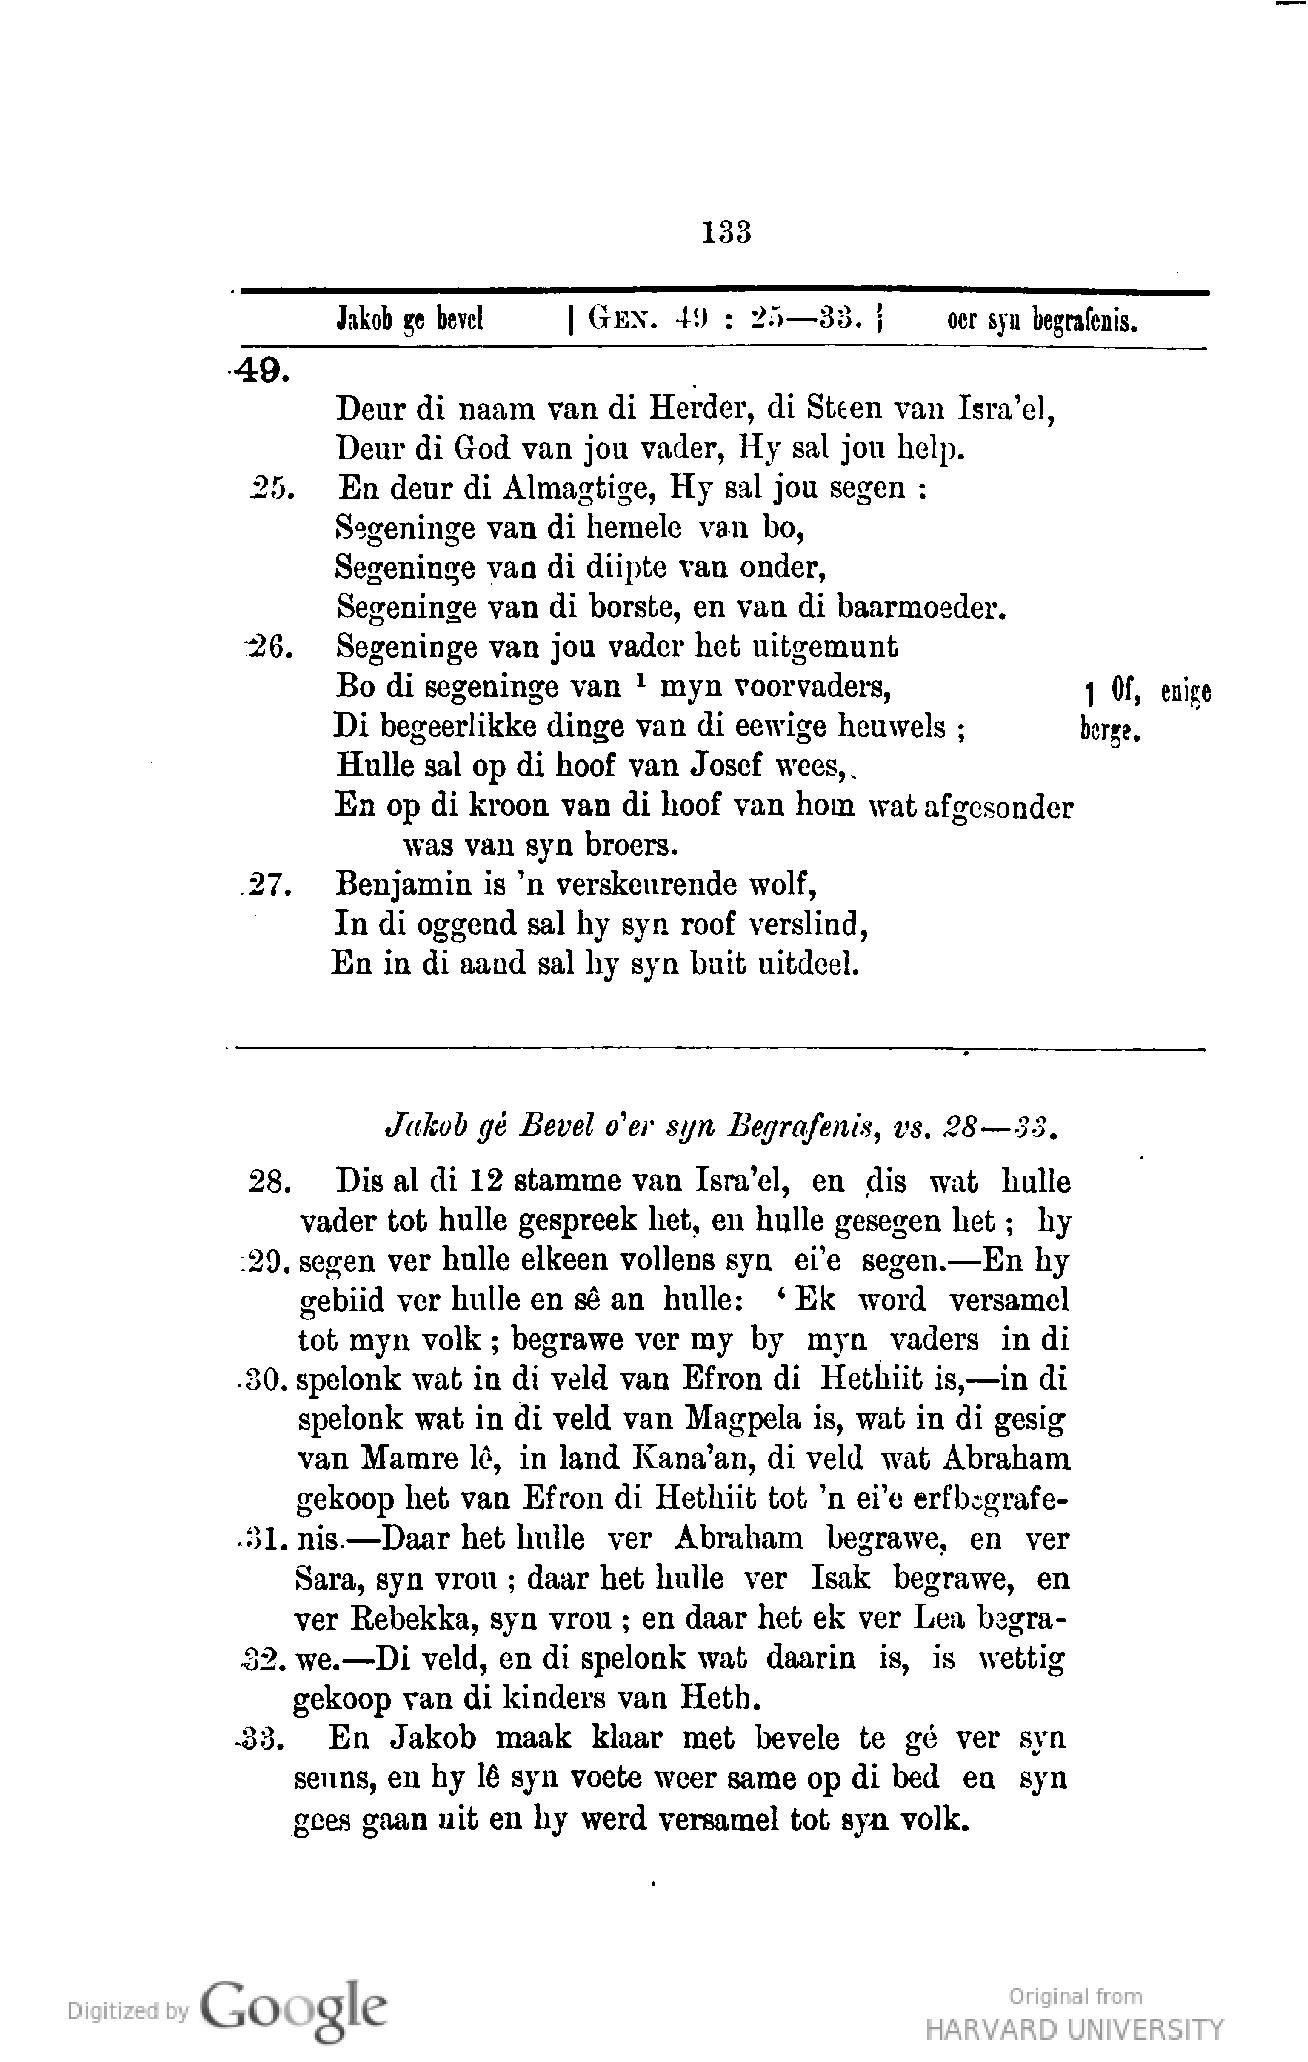 133
Jakob ge bevel | GEN. 49 : 25—33. | oer syn begrafenis.
49.
Deur di naam van di Herder, di Steen van Isra'el,
Deur di God van jou vader, Hy sal jou help.
25. En deur di Almagtige, Hy sal jou segen :
Segeninge van di hemele van bo,
Segeninge van di diipte van onder,
Segeninge van di borste, en van di baarmoeder.
26. Segeninge van jou vader het uitgemunt
Bo di segeninge van 1 myn voorvaders,
1 Of, enige
Di begeerlikke dinge van di eewige heuwels ;
berge.
Hulle sal op di hoof van Josef wees,
En op di kroon van di hoof van hom wat afgesonder
was van syn broers.
27. Benjamin is 'n verskeurende wolf,
In di oggend sal hy syn roof verslind,
En in di aand sal hy syn buit uitdeel.
Jakob gé Bevel o'er syn Begrafenis, vs. 28—33.
28. Dis al di 12 stamme van Isra'el, en dis wat hulle
vader tot hulle gespreek het, en hulle gesegen het ; hy
29. segen ver hulle elkeen vollens syn ei'e segen.—En hy
gebiid ver hulle en sê an hulle: ‘ Ek word versamel
tot myn volk ; begrawe ver my by myn vaders in di
30. spelonk wat in di veld van Efron di Hethiit is,—in di
spelonk wat in di veld van Magpela is, wat in di gesig
van Mamre lê, in land Kana'an, di veld wat Abraham
gekoop het van Efron di Hethiit tot 'n ei'e erfbegrafe-
31. nis.—Daar het hulle ver Abraham begrawe, en ver
Sara, syn vrou ; daar het hulle ver Isak begrawe, en
ver Rebekka, syn vrou ; en daar het ek ver Lea begra-
32. we.—Di veld, en di spelonk wat daarin is, is wettig
gekoop van di kinders van Heth.
33. En Jakob maak klaar met bevele te gé ver syn
seuns, en hy lê syn voete weer same op di bed en syn
gees gaan uit en hy werd versamel tot syn volk.
Digitized by Google
Original from
HARVARD UNIVERSITY